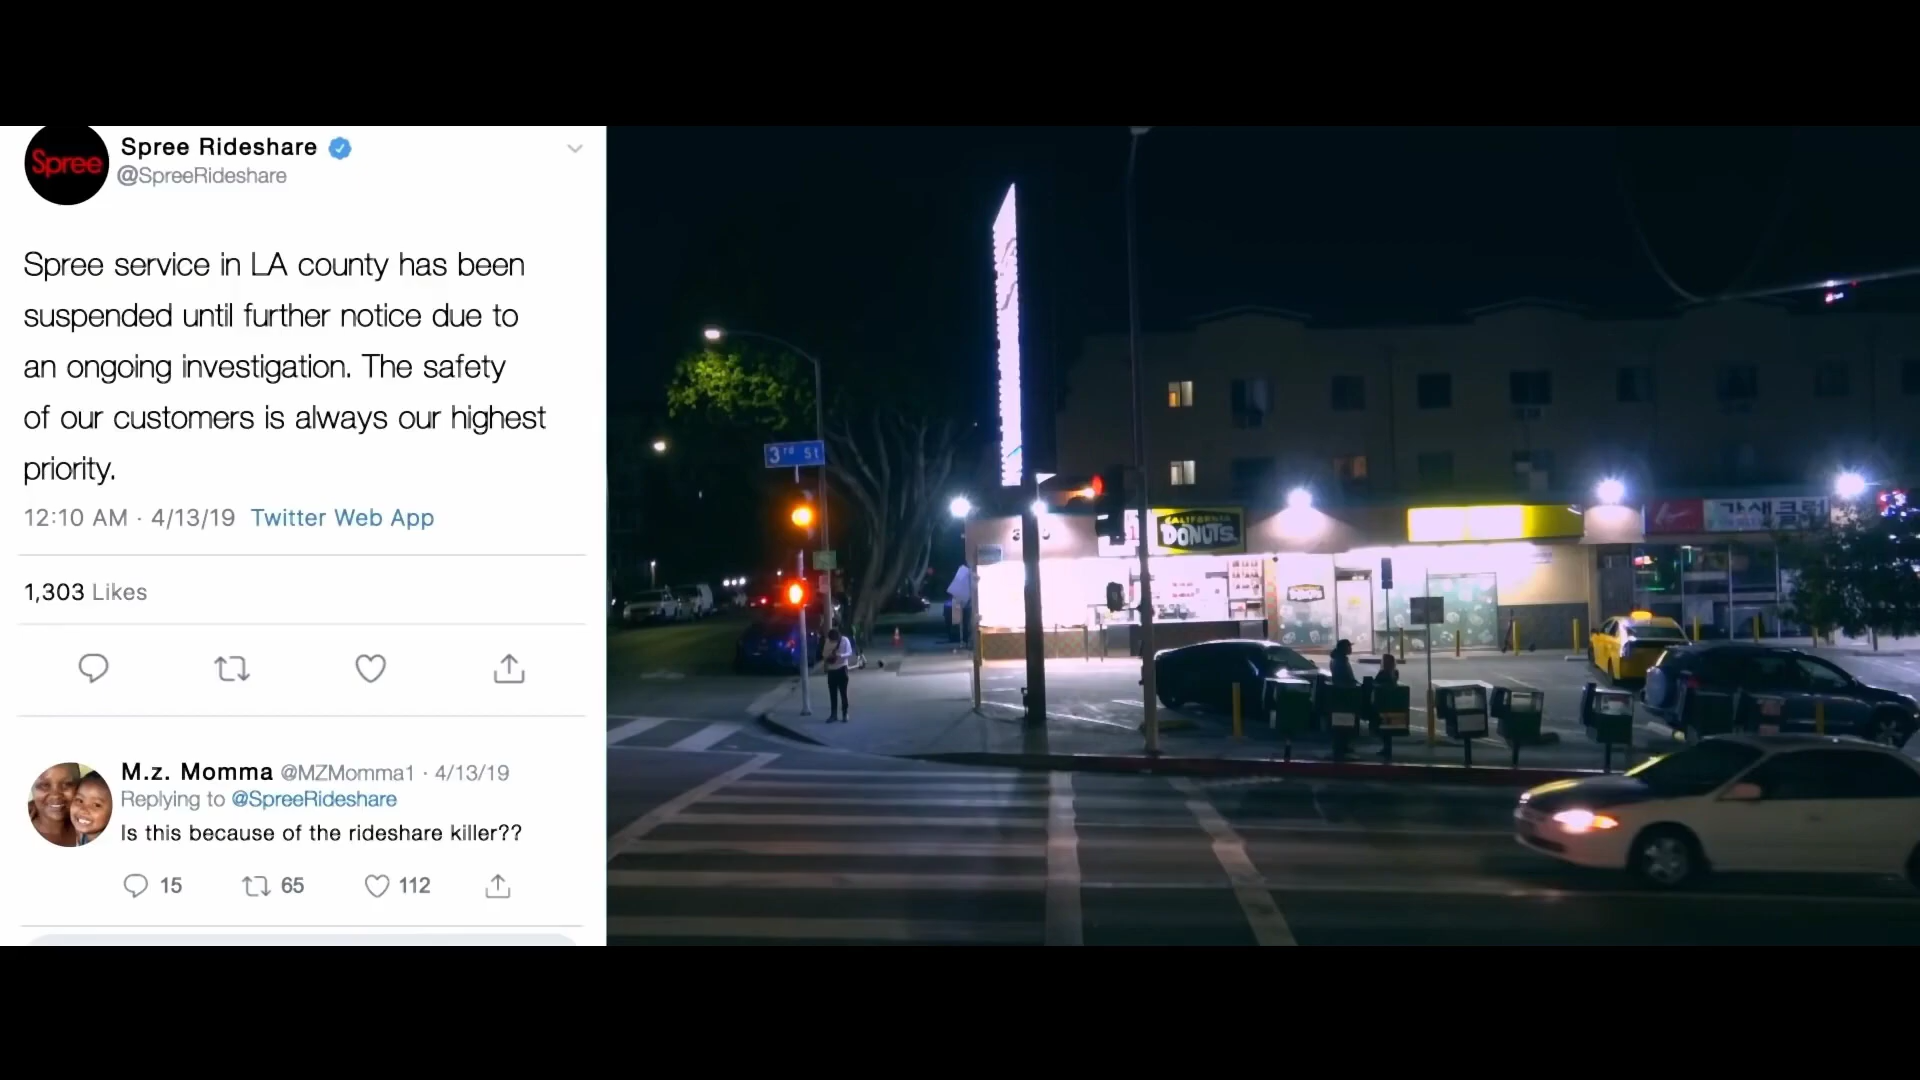 Spree
Spree Rideshare
@SpreeRideshare
Spree service in LA county has been
suspended until further notice due to
an ongoing investigation. The safety
of our customers is always our highest
priority.
12:10 AM · 4/13/19 Twitter Web App
1,303 Likes
M.z. Momma @MZMomma1 · 4/13/19
Replying to @SpreeRideshare
Is this because of the rideshare killer??
15 65 112
3rd St
CALIFORNIA
DONUTS